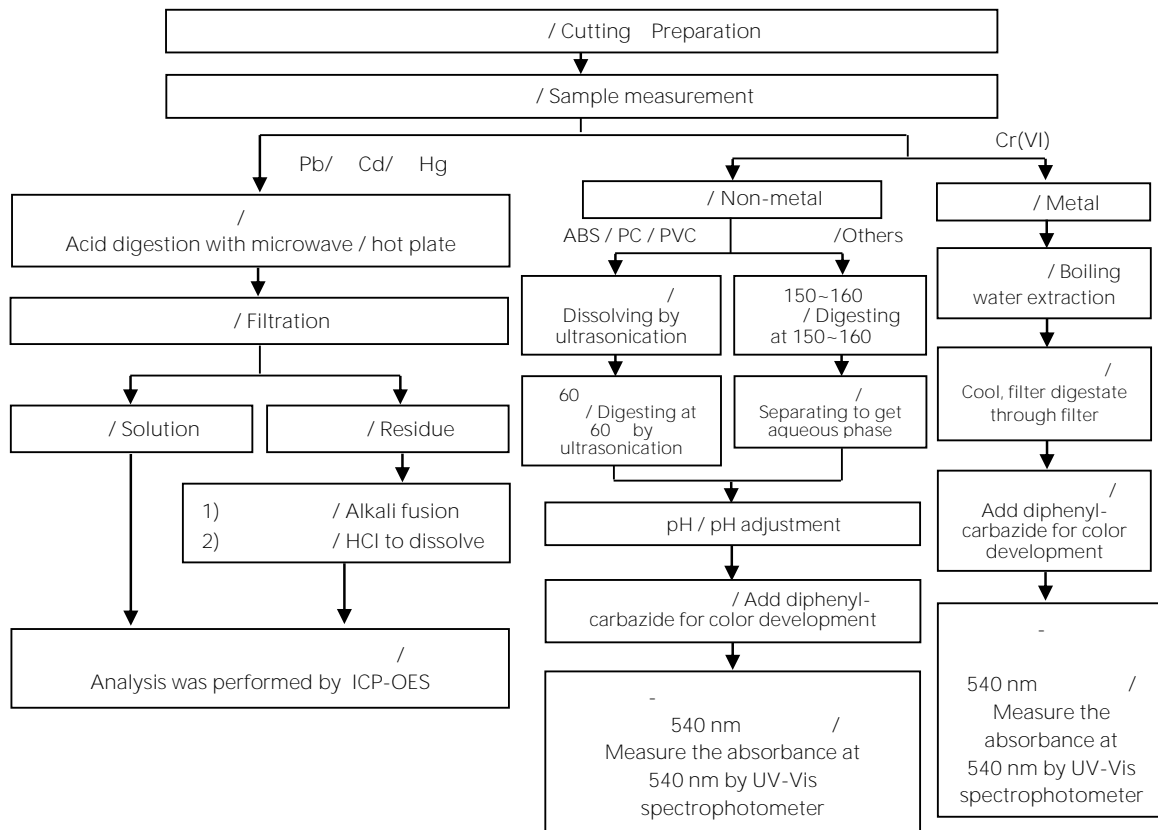 / Cutting Preparation
/ Sample measurement
Pb/ Cd/ Hg
Cr(VI)
/
Acid digestion with microwave / hot plate
/ Filtration
/ Solution
/ Residue
1) / Alkali fusion
2) / HCl to dissolve
/
Analysis was performed by ICP-OES
/ Non-metal
ABS / PC / PVC
/Others
/
Dissolving by
ultrasonication
60
/ Digesting at
60 by
ultrasonication
150~160
/ Digesting
at 150~160
/
Separating to get
aqueous phase
pH / pH adjustment
/ Add diphenyl-
carbazide for color development
-
540 nm /
Measure the absorbance at
540 nm by UV-Vis
spectrophotometer
/ Metal
/ Boiling
water extraction
/
Cool, filter digestate
through filter
/
Add diphenyl-
carbazide for color
development
-
540 nm /
Measure the
absorbance at
540 nm by UV-Vis
spectrophotometer